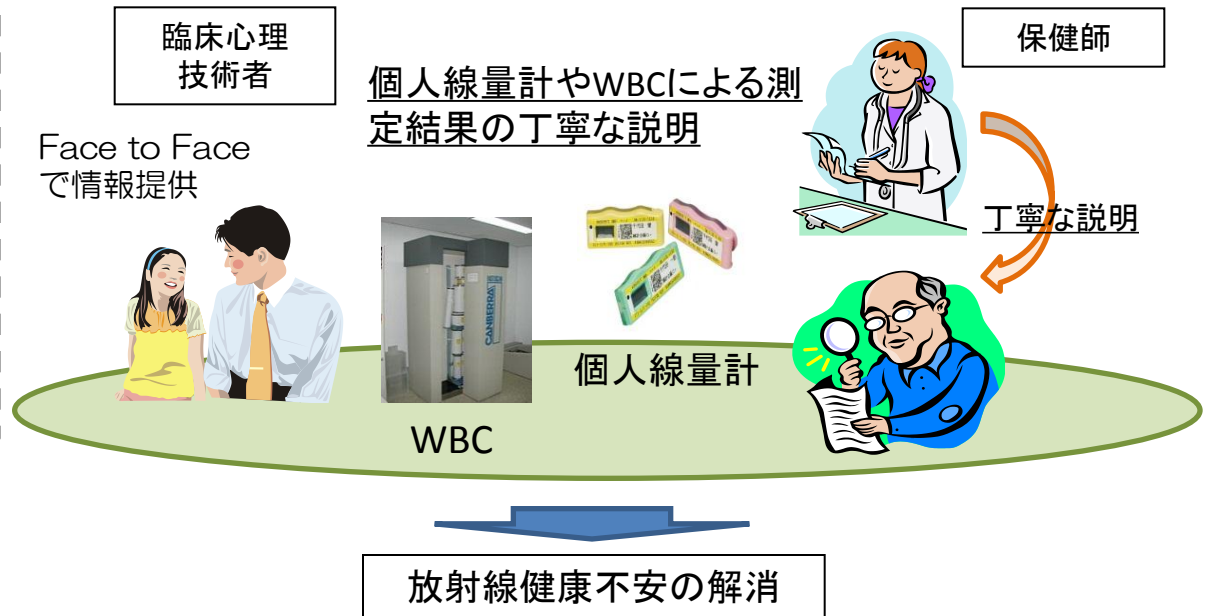 臨床心理
技術者
保健師
個人線量計やWBCによる測
定結果の丁寧な説明
Face to Face
で情報提供
丁寧な説明
CANBERRA
個人線量計
WBC
放射線健康不安の解消